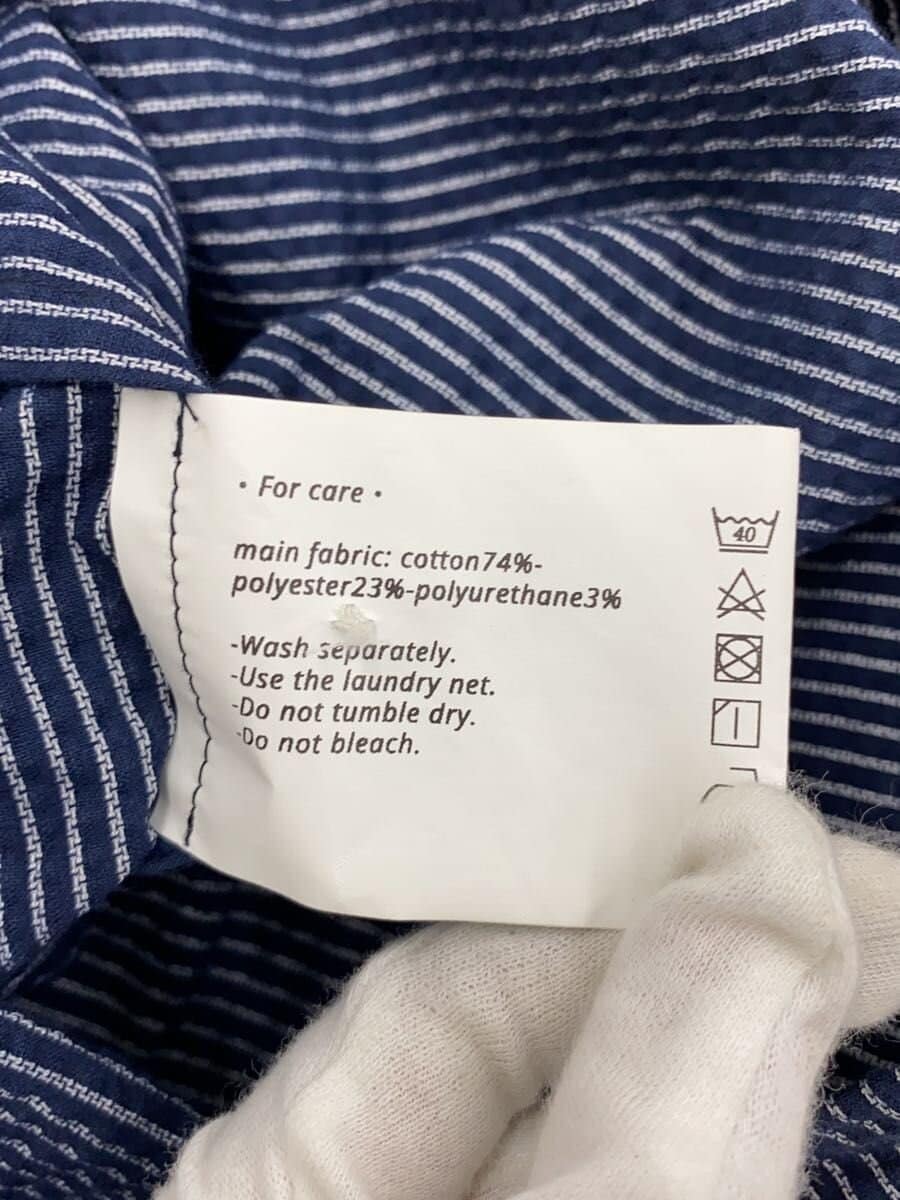 • For care •
main fabric: cotton74%-
polyester23%-polyurethane3%
-Wash separately.
-Use the laundry net.
-Do not tumble dry.
-Do not bleach.
40